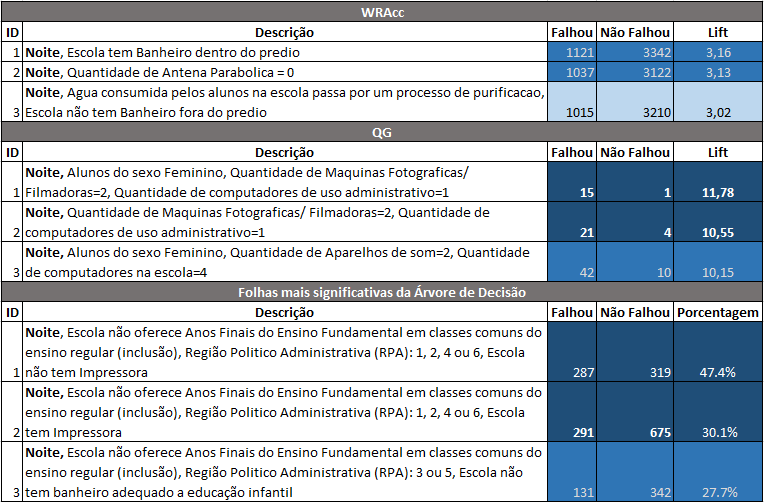 WRAcc
ID Descrição Falhou Não Falhou Lift
1 Noite, Escola tem Banheiro dentro do predio 1121 3342 3,16
2 Noite, Quantidade de Antena Parabolica = 0 1037 3122 3,13
Noite, Agua consumida pelos alunos na escola passa por um processo de purificacao,
3 Escola não tem Banheiro fora do predio 1015 3210 3,02
QG
ID Descrição Falhou Não Falhou Lift
Noite, Alunos do sexo Feminino, Quantidade de Maquinas Fotograficas/
1 Filmadoras=2, Quantidade de computadores de uso administrativo=1 15 1 11,78
Noite, Quantidade de Maquinas Fotograficas/ Filmadoras=2, Quantidade de
2 computadores de uso administrativo=1 21 4 10,55
Noite, Alunos do sexo Feminino, Quantidade de Aparelhos de som=2, Quantidade
3 de computadores na escola=4 42 10 10,15
Folhas mais significativas da Árvore de Decisão
ID Descrição Falhou Não Falhou Porcentagem
Noite, Escola não oferece Anos Finais do Ensino Fundamental em classes comuns do
ensino regular (inclusão), Região Politico Administrativa (RPA): 1, 2, 4 ou 6, Escola
1 não tem Impressora 287 319 47.4%
Noite, Escola não oferece Anos Finais do Ensino Fundamental em classes comuns do
ensino regular (inclusão), Região Politico Administrativa (RPA): 1, 2, 4 ou 6, Escola
2 tem Impressora 291 675 30.1%
Noite, Escola não oferece Anos Finais do Ensino Fundamental em classes comuns do
ensino regular (inclusão), Região Politico Administrativa (RPA): 3 ou 5, Escola não
3 tem banheiro adequado a educação infantil 131 342 27.7%